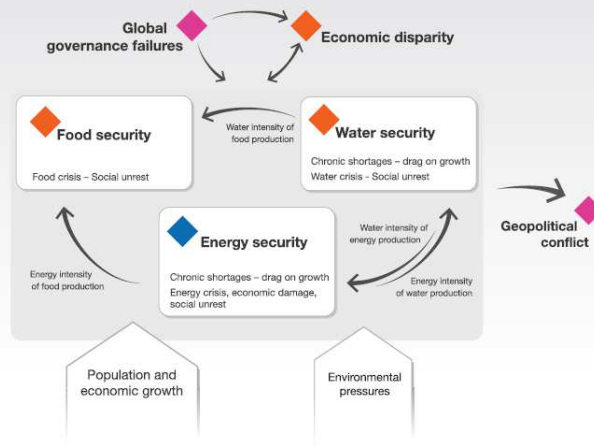 Global
governance failures
Economic disparity
Food security
Food crisis – Social unrest
Water intensity of
food production
Water security
Chronic shortages – drag on growth
Water crisis - Social unrest
Geopolitical
conflict
Energy security
Chronic shortages – drag on growth
Energy crisis, economic damage,
social unrest
Water intensity of
energy production
Energy intensity
of water production
Energy intensity
of food production
Population and
economic growth
Environmental
pressures